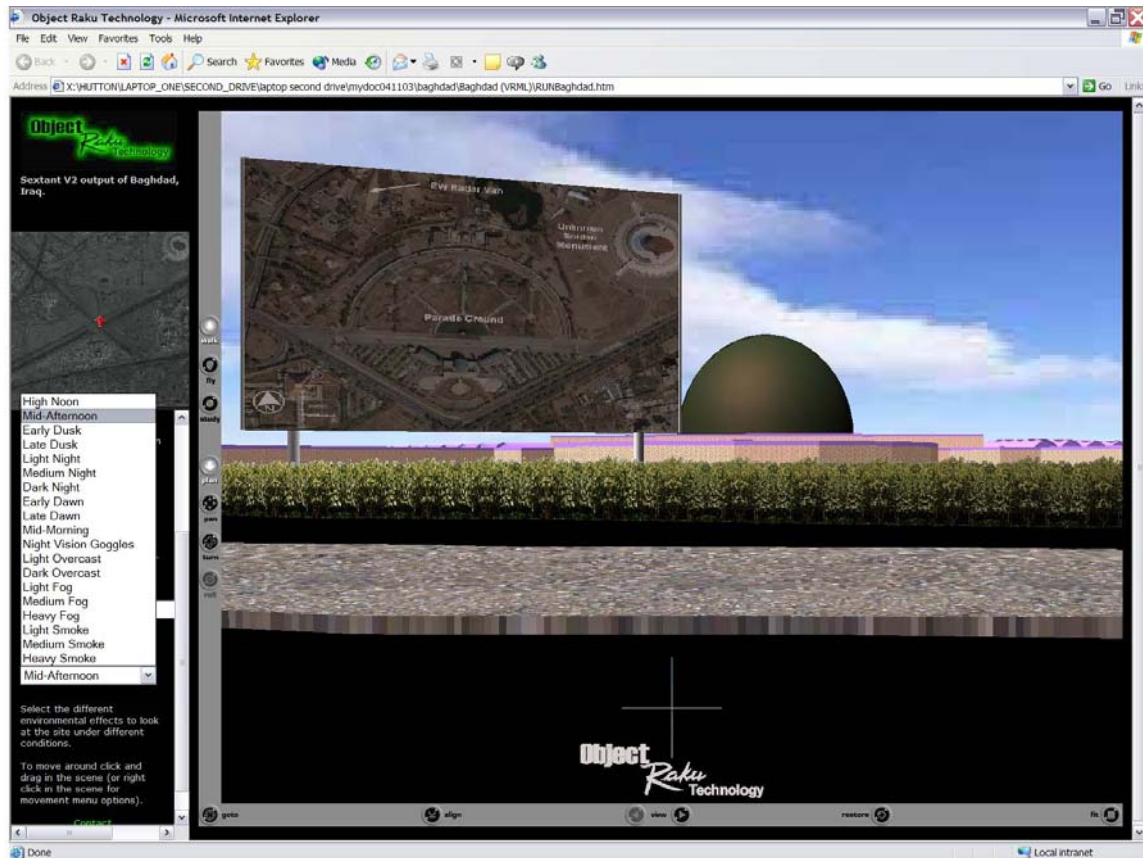 Object Raku Technology - Microsoft Internet Explorer
File Edit View Favorites Tools Help
Back Search Favorites Media
Address X:\HUTTON\LAPTOP_ONE\SECOND_DRIVE\laptop second drive\mydoc041103\baghdad\Baghdad (VRML)\RUNBaghdad.htm Go Links
Object
Raku
Technology
Sextant V2 output of Baghdad,
Iraq.
EW Radar Van
Parade Ground
Monument
N
walk
fly
study
plan
pan
turn
roll
High Noon
Mid-Afternoon
Early Dusk
Late Dusk
Light Night
Medium Night
Dark Night
Early Dawn
Late Dawn
Mid-Morning
Night Vision Goggles
Light Overcast
Dark Overcast
Light Fog
Medium Fog
Heavy Fog
Light Smoke
Medium Smoke
Heavy Smoke
Mid-Afternoon
Select the different
environmental effects to look
at the site under different
conditions.
To move around click and
drag in the scene (or right
click in the scene for
movement menu options).
Contact
Object
Raku
Technology
goto align view restore fit
Done Local intranet